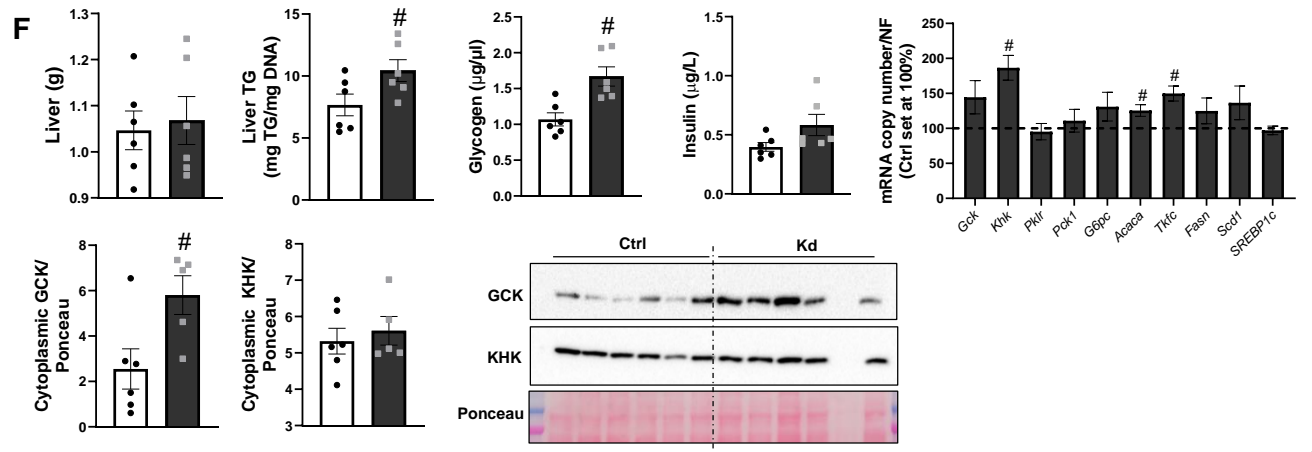 F
Liver (g)
1.3
1.2
1.1
1.0
0.9
Liver TG
(mg TG/mg DNA)
15
10
5
0
#
Glycogen (µg/µl)
2.5
2.0
1.5
1.0
0.5
0.0
#
Insulin (µg/L)
1.5
1.0
0.5
0.0
mRNA copy number/NF
(Ctrl set at 100%)
250
200
150
100
50
0
#
#
#
Gck
Khk
Pklr
Pck1
G6pc
Acaca
Tkfc
Fasn
Scd1
SREBP1c
Cytoplasmic GCK/
Ponceau
8
6
4
2
0
#
Cytoplasmic KHK/
Ponceau
8
7
6
5
4
3
Ctrl
Kd
GCK
KHK
Ponceau